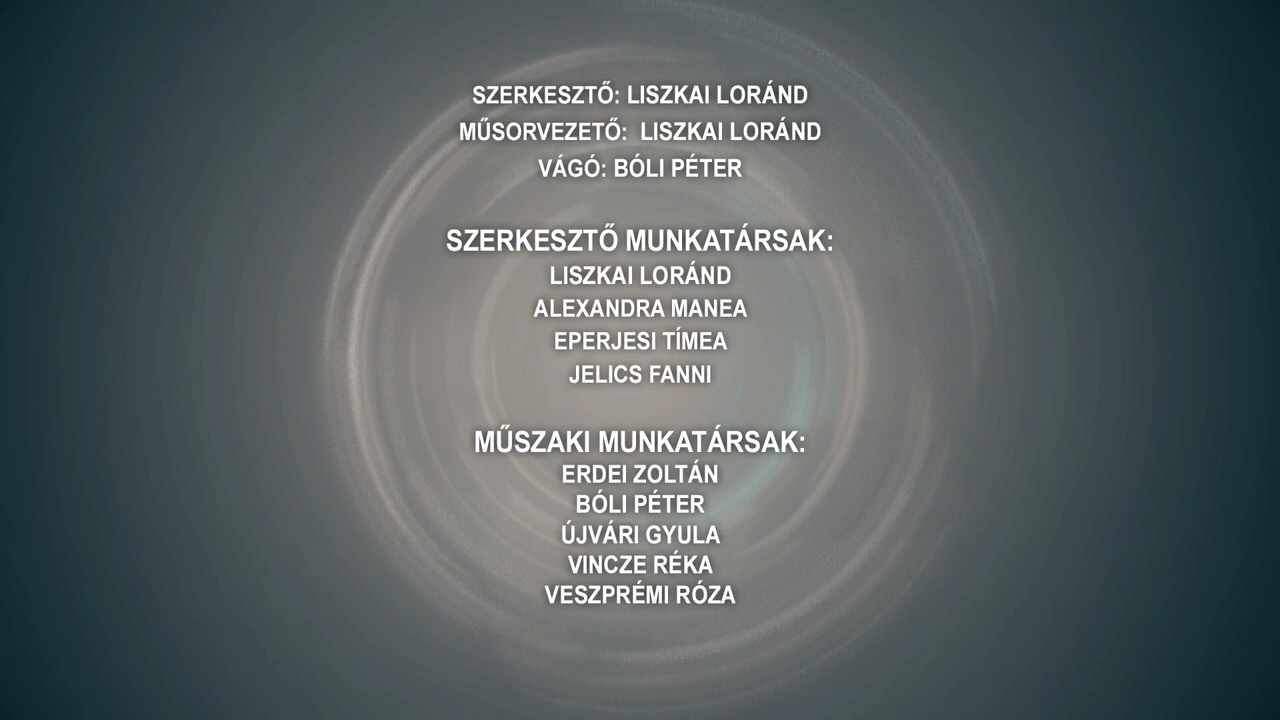 SZERKESZTŐ: LISZKAI LORÁND
MŰSORVEZETŐ: LISZKAI LORÁND
VÁGÓ: BÓLI PÉTER
SZERKESZTŐ MUNKATÁRSAK:
LISZKAI LORÁND
ALEXANDRA MANEA
EPERJESI TÍMEA
JELICS FANNI
MŰSZAKI MUNKATÁRSAK:
ERDEI ZOLTÁN
BÓLI PÉTER
ÚJVÁRI GYULA
VINCZE RÉKA
VESZPRÉMI RÓZA